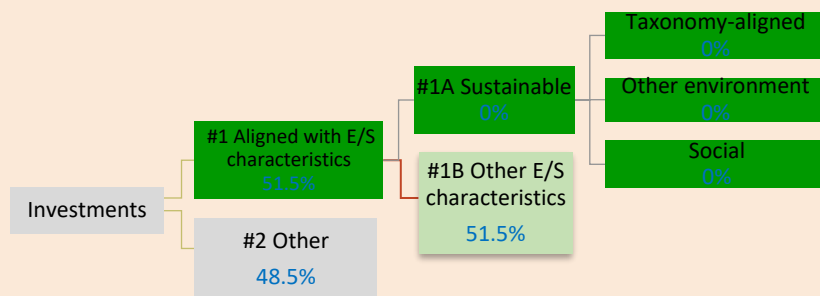 Investments
#1 Aligned with E/S
characteristics
51.5%
#2 Other
48.5%
#1A Sustainable
0%
#1B Other E/S
characteristics
51.5%
Taxonomy-aligned
0%
Other environment
0%
Social
0%